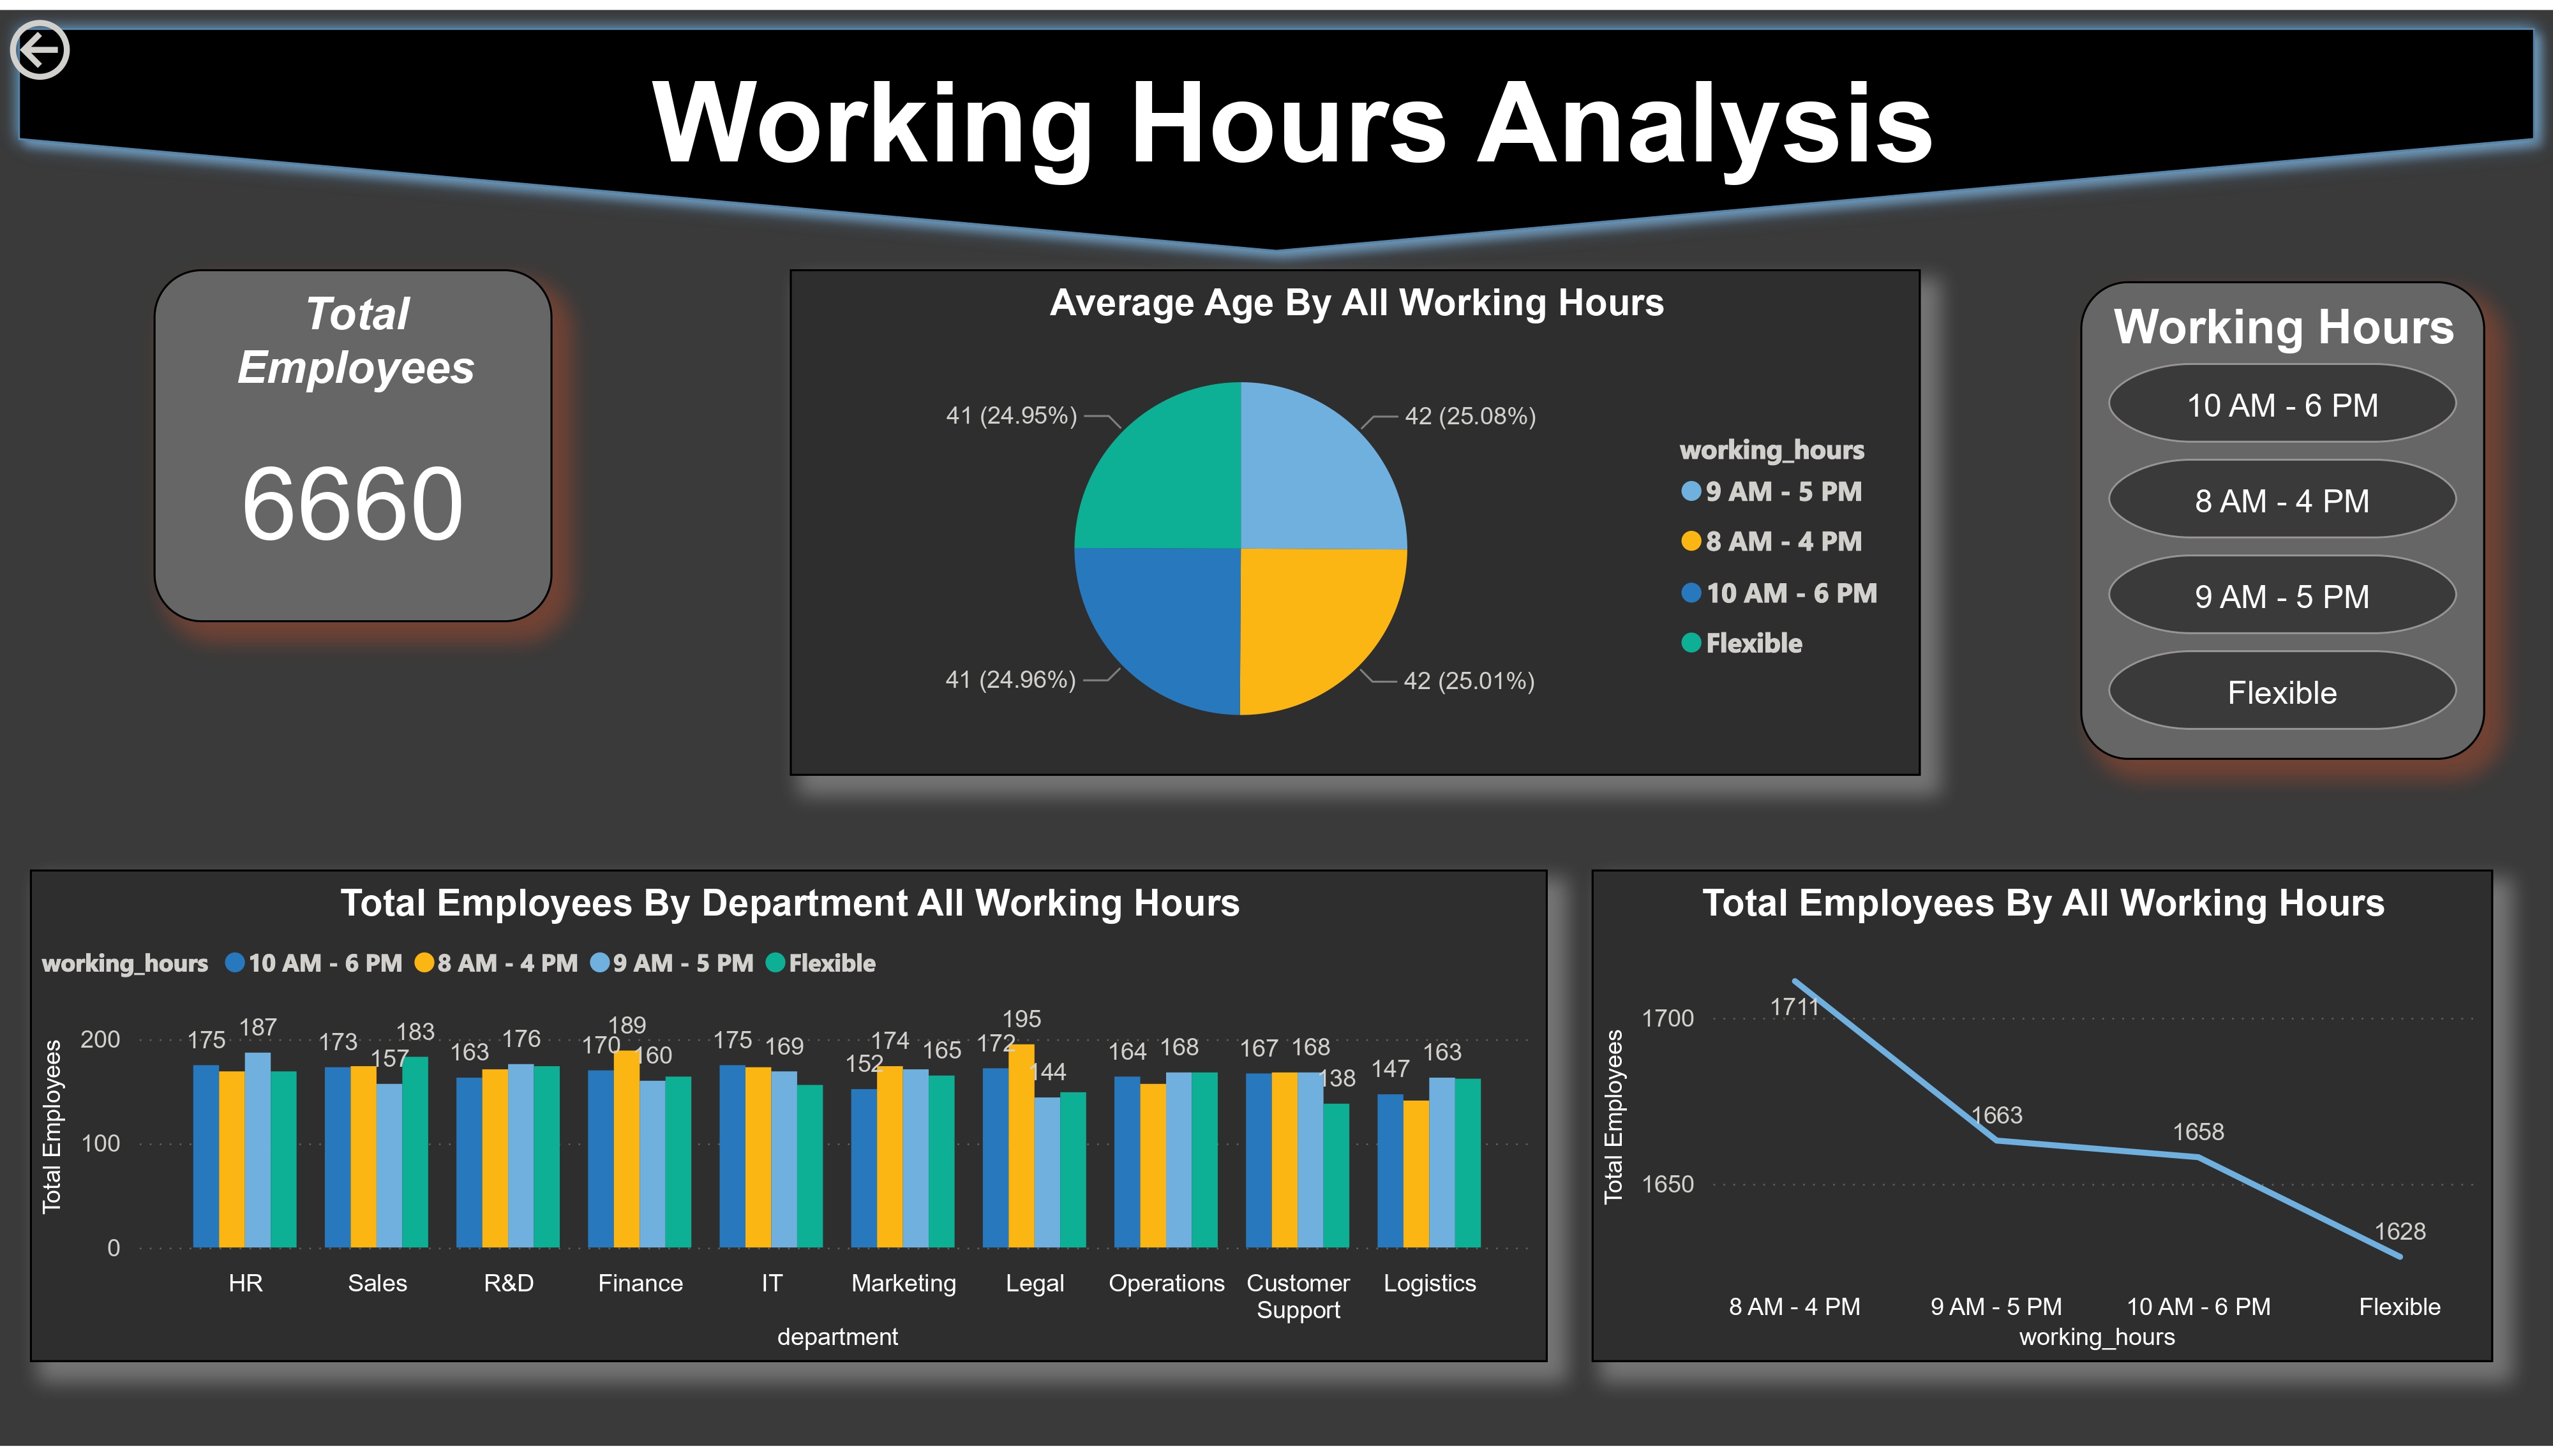 Working Hours Analysis
Total
Employees
6660
Average Age By All Working Hours
41 (24.95%)
42 (25.08%)
41 (24.96%)
42 (25.01%)
working_hours
9 AM - 5 PM
8 AM - 4 PM
10 AM - 6 PM
Flexible
Working Hours
10 AM - 6 PM
8 AM - 4 PM
9 AM - 5 PM
Flexible
Total Employees By Department All Working Hours
working_hours 10 AM - 6 PM 8 AM - 4 PM 9 AM - 5 PM Flexible
Total Employees
200
100
0
175 187
173 157 183
163 176
170 189 160
175 169
152 174 165
172 195 144
164 168
167 168 138
147 163
HR Sales R&D Finance IT Marketing Legal Operations Customer Logistics
Support
department
Total Employees By All Working Hours
Total Employees
1700
1650
1711
1663
1658
1628
8 AM - 4 PM 9 AM - 5 PM 10 AM - 6 PM Flexible
working_hours